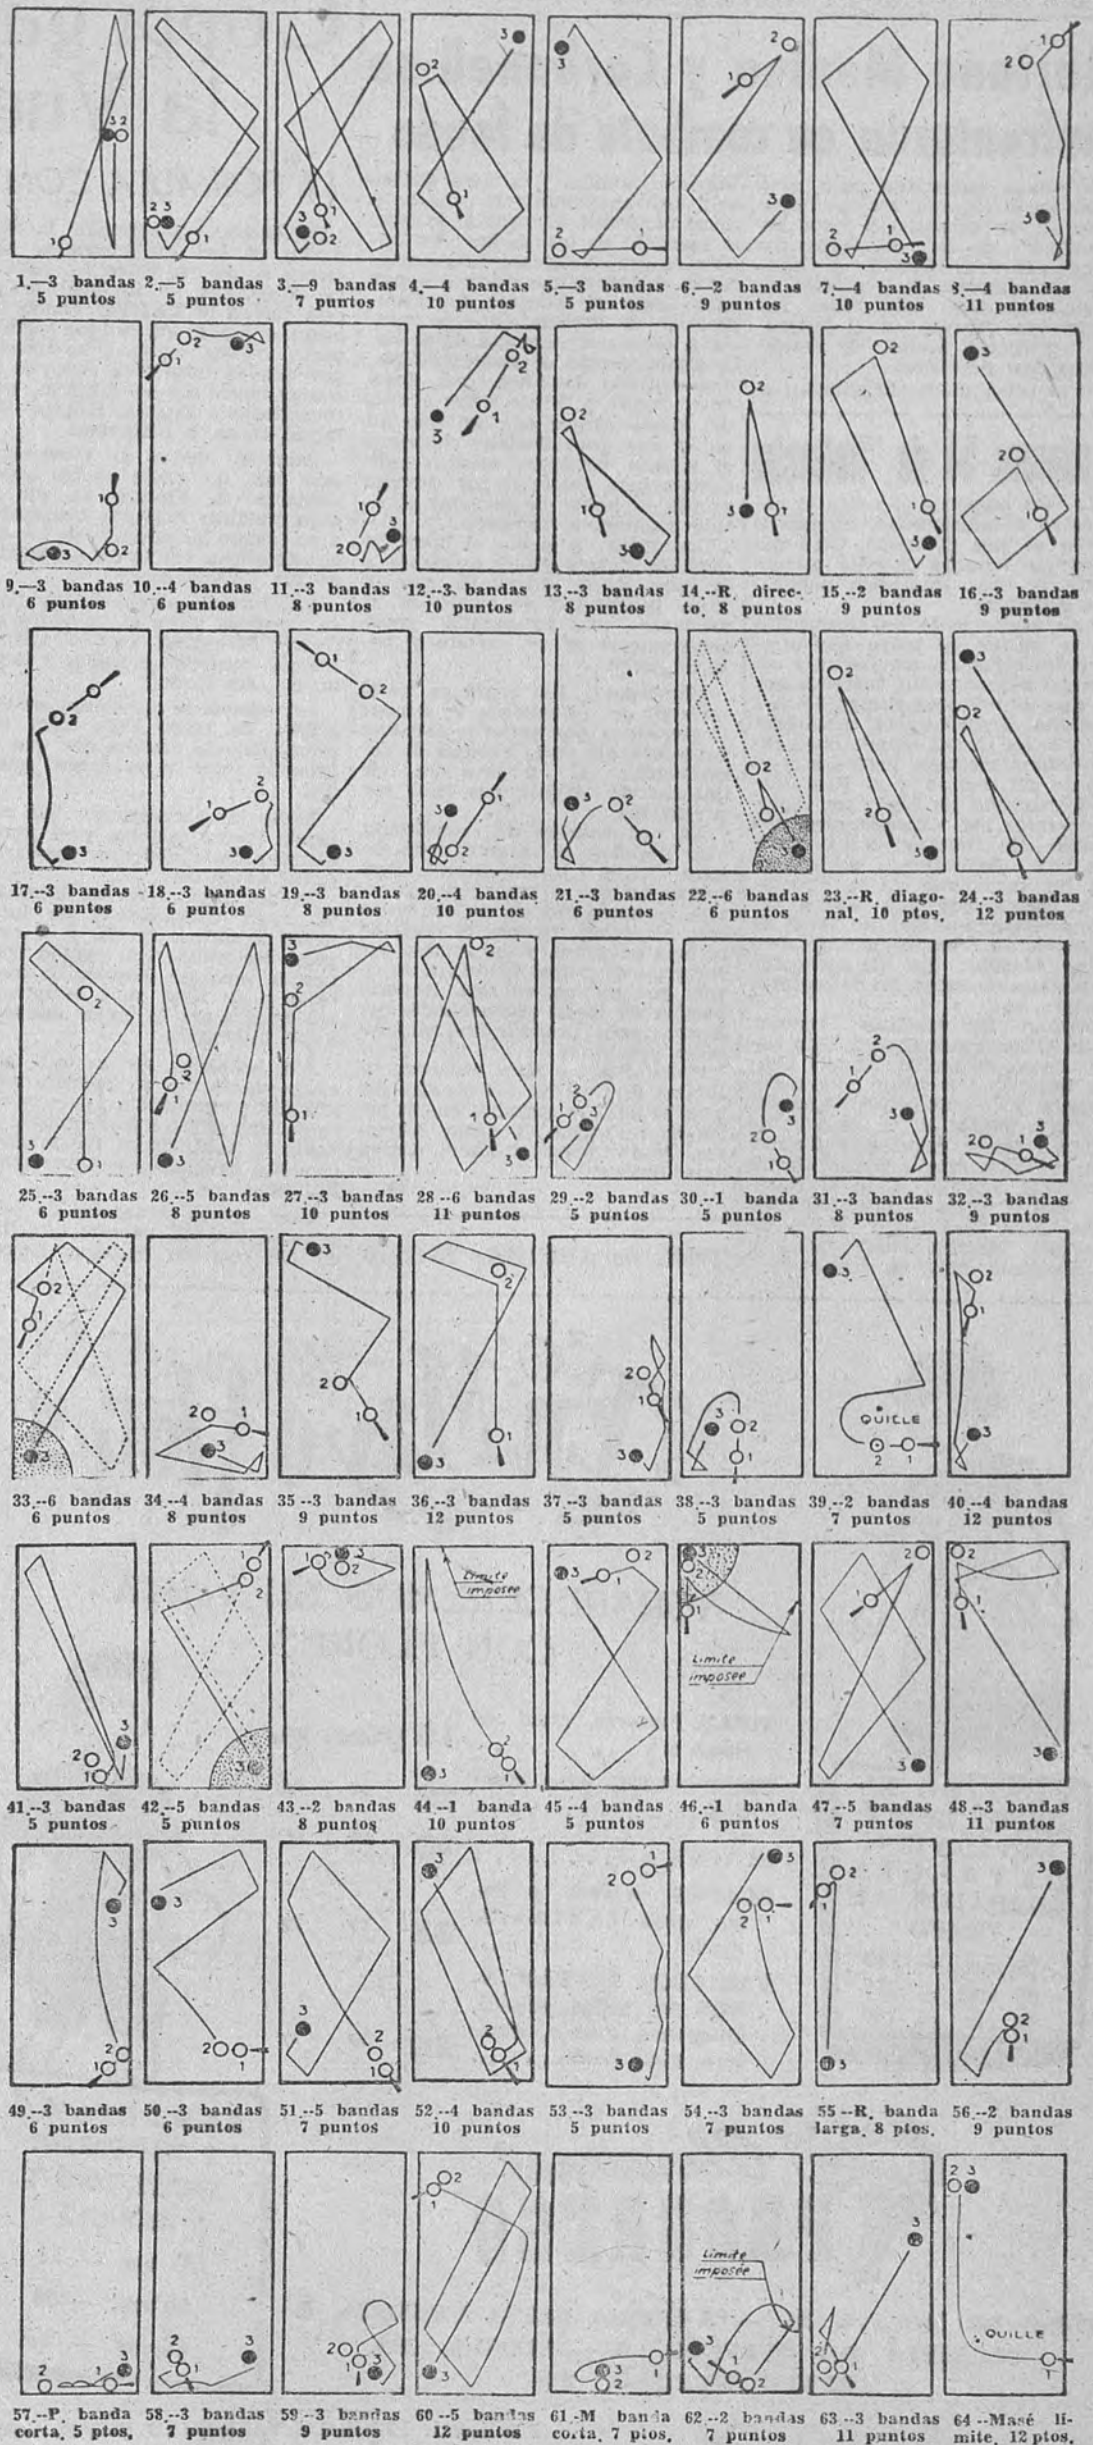 1.—3 bandas 2.—5 bandas 3.—9 bandas 4.—4 bandas 5.—3 bandas 6.—2 bandas 7.—4 bandas 8.—4 bandas
5 puntos 5 puntos 7 puntos 10 puntos 5 puntos 9 puntos 10 puntos 11 puntos
9.—3 bandas 10.--4 bandas 11.--3 bandas 12.--3 bandas 13.--3 bandas 14.--R. direc- 15.--2 bandas 16.--3 bandas
6 puntos 6 puntos 8 puntos 10 puntos 8 puntos to. 8 puntos 9 puntos 9 puntos
17.--3 bandas 18.--3 bandas 19.--3 bandas 20.--4 bandas 21.--3 bandas 22.--6 bandas 23.--R. diago- 24.--3 bandas
6 puntos 6 puntos 8 puntos 10 puntos 6 puntos 6 puntos nal. 10 ptos. 12 puntos
25.--3 bandas 26.--5 bandas 27.--3 bandas 28 --6 bandas 29.--2 bandas 30.--1 banda 31.--3 bandas 32.--3 bandas
6 puntos 8 puntos 10 puntos 11 puntos 5 puntos 5 puntos 8 puntos 9 puntos
QUILLE
33.--6 bandas 34.--4 bandas 35 --3 bandas 36.--3 bandas 37.--3 bandas 38.--3 bandas 39.--2 bandas 40.--4 bandas
6 puntos 8 puntos 9 puntos 12 puntos 5 puntos 5 puntos 7 puntos 12 puntos
Limite
imposée
Limite
imposée
41.--3 bandas 42.--5 bandas 43.--2 bandas 44.--1 banda 45.--4 bandas 46.--1 banda 47.--5 bandas 48.--3 bandas
5 puntos 5 puntos 8 puntos 10 puntos 5 puntos 6 puntos 7 puntos 11 puntos
49.--3 bandas 50.--3 bandas 51.--5 bandas 52.--4 bandas 53.--3 bandas 54.--3 bandas 55 --R. banda 56.--2 bandas
6 puntos 6 puntos 7 puntos 10 puntos 5 puntos 7 puntos larga. 8 ptos. 9 puntos
Limite
imposée
QUILLE
57.--P. banda 58.--3 bandas 59.--3 bandas 60 --5 bandas 61.-M banda 62.--2 bandas 63.--3 bandas 64 --Masé lí-
corta. 5 ptos. 7 puntos 9 puntos 12 puntos corta. 7 ptos. 7 puntos 11 puntos mite. 12 ptos.